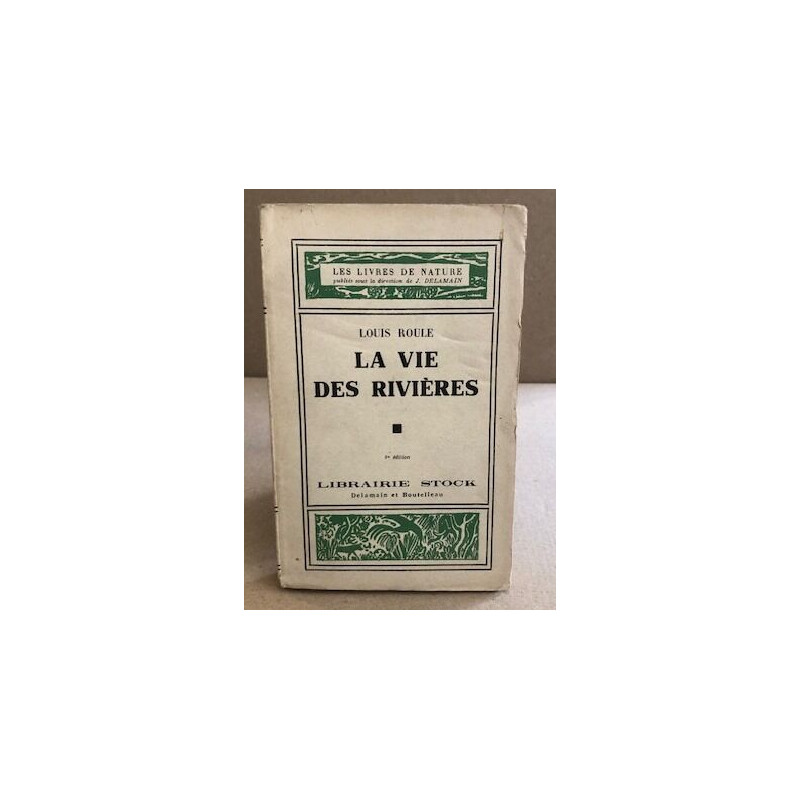 LES LIVRES DE NATURE
publiés sous la direction de J. DELAMAIN
LOUIS ROULE
LA VIE
DES RIVIÈRES
édition
LIBRAIRIE STOCK
Delamain et Boutelleau